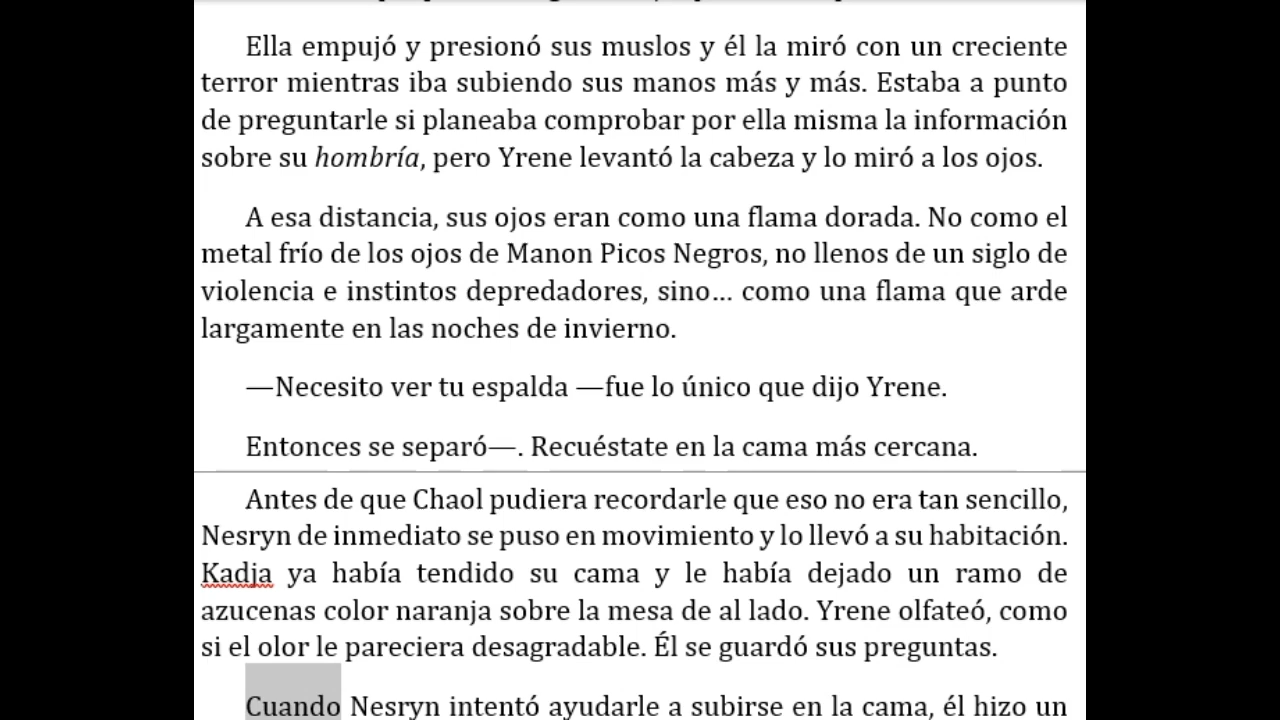 Ella empujó y presionó sus muslos y él la miró con un creciente
terror mientras iba subiendo sus manos más y más. Estaba a punto
de preguntarle si planeaba comprobar por ella misma la información
sobre su hombría, pero Yrene levantó la cabeza y lo miró a los ojos.
A esa distancia, sus ojos eran como una flama dorada. No como el
metal frío de los ojos de Manon Picos Negros, no llenos de un siglo de
violencia e instintos depredadores, sino... como una flama que arde
largamente en las noches de invierno.
—Necesito ver tu espalda —fue lo único que dijo Yrene.
Entonces se separó—. Recuéstate en la cama más cercana.
Antes de que Chaol pudiera recordarle que eso no era tan sencillo,
Nesryn de inmediato se puso en movimiento y lo llevó a su habitación.
Kadja ya había tendido su cama y le había dejado un ramo de
azucenas color naranja sobre la mesa de al lado. Yrene olfateó, como
si el olor le pareciera desagradable. Él se guardó sus preguntas.
Cuando Nesryn intentó ayudarle a subirse en la cama, él hizo un